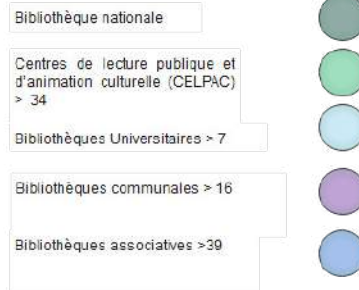 Bibliothèque nationale
Centres de lecture publique et
d'animation culturelle (CELPAC)
> 34
Bibliothèques Universitaires > 7
Bibliothèques communales > 16
Bibliothèques associatives >39